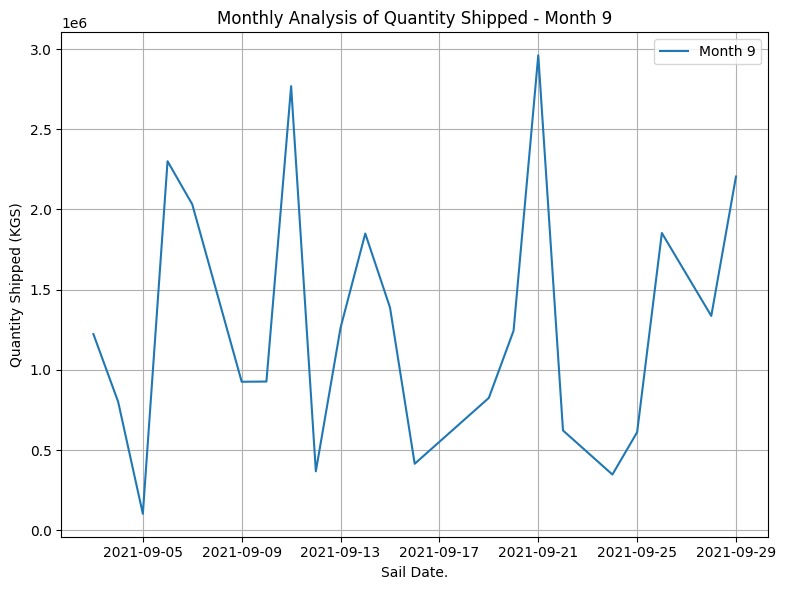 Monthly Analysis of Quantity Shipped - Month 9
1e6
Month 9
3.0
2.5
2.0
1.5
1.0
0.5
0.0
Quantity Shipped (KGS)
2021-09-05 2021-09-09 2021-09-13 2021-09-17 2021-09-21 2021-09-25 2021-09-29
Sail Date.